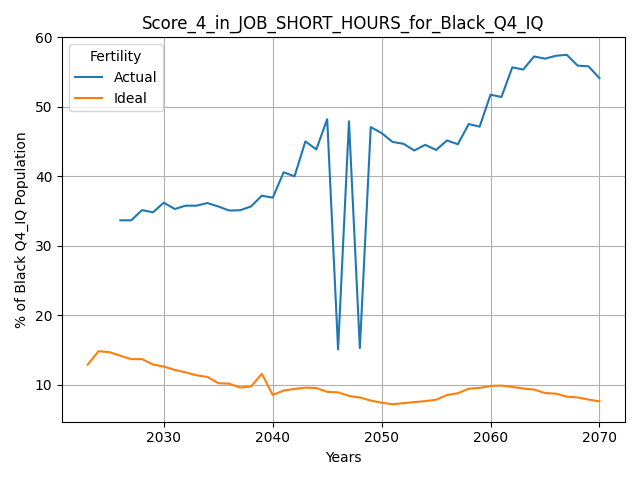 Score_4_in_JOB_SHORT_HOURS_for_Black_Q4_IQ
% of Black Q4_IQ Population
60
50
40
30
20
10
Fertility
Actual
Ideal
2030 2040 2050 2060 2070
Years